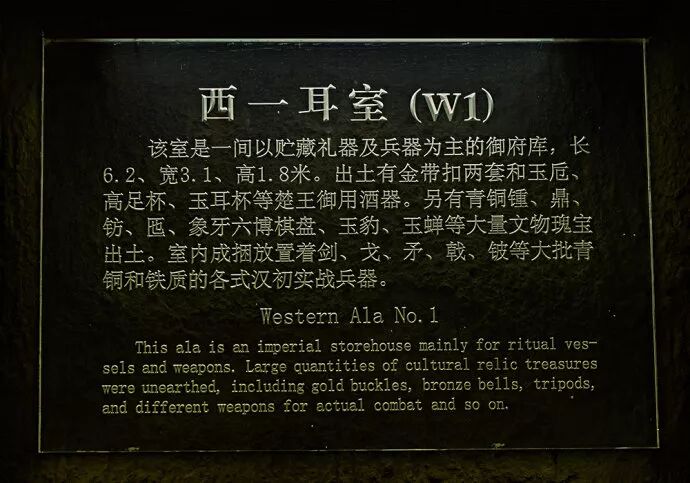 西一耳室 (W1)
该室是一间以贮藏礼器及兵器为主的御府库，长
6.2、宽3.1、高1.8米。出土有金带扣两套和玉卮、
高足杯、玉耳杯等楚王御用酒器。另有青铜锺、鼎、
钫、匜、象牙六博棋盘、玉豹、玉蝉等大量文物瑰宝
出土。室内成捆放置着剑、戈、矛、戟、铍等大批青
铜和铁质的各式汉初实战兵器。
Western Ala No.1
This ala is an imperial storehouse mainly for ritual ves-
sels and weapons. Large quantities of cultural relic treasures
were unearthed, including gold buckles, bronze bells, tripods,
and different weapons for actual combat and so on.